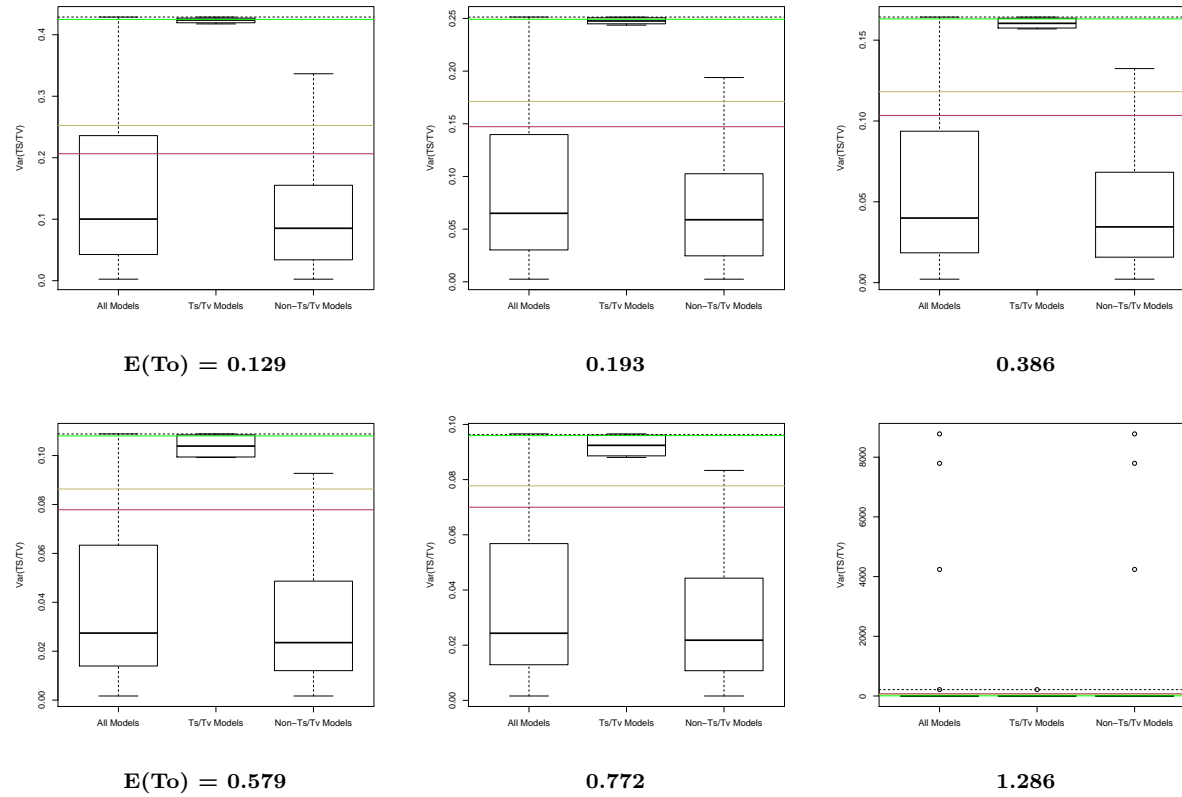 0.0 0.1 0.2 0.3 0.4
Var(TS/TV)
All Models Ts/Tv Models Non−Ts/Tv Models
0.00 0.05 0.10 0.15 0.20 0.25
Var(TS/TV)
All Models Ts/Tv Models Non−Ts/Tv Models
0.00 0.05 0.10 0.15
Var(TS/TV)
All Models Ts/Tv Models Non−Ts/Tv Models
E(To) = 0.129 0.193 0.386
0.00 0.02 0.04 0.06 0.08 0.10
Var(TS/TV)
All Models Ts/Tv Models Non−Ts/Tv Models
0.00 0.02 0.04 0.06 0.08 0.10
Var(TS/TV)
All Models Ts/Tv Models Non−Ts/Tv Models
0 2000 4000 6000 8000
Var(TS/TV)
All Models Ts/Tv Models Non−Ts/Tv Models
E(To) = 0.579 0.772 1.286